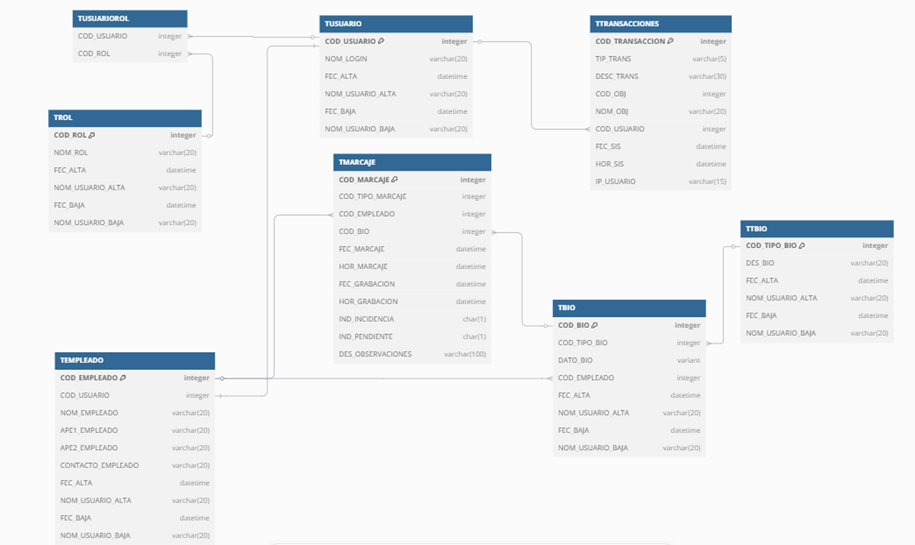 TUSUARIOROL
COD_USUARIO integer
COD_ROL integer
TUSUARIO
COD_USUARIO integer
NOM_LOGIN varchar(20)
FEC_ALTA datetime
NOM_USUARIO_ALTA varchar(20)
FEC_BAJA datetime
NOM_USUARIO_BAJA varchar(20)
TTRANSACCIONES
COD_TRANSACCION integer
TIP_TRANS varchar(5)
DESC_TRANS varchar(30)
COD_OBJ integer
NOM_OBJ varchar(20)
COD_USUARIO integer
FEC_SIS datetime
HOR_SIS datetime
IP_USUARIO varchar(15)
TROL
COD_ROL integer
NOM_ROL varchar(20)
FEC_ALTA datetime
NOM_USUARIO_ALTA varchar(20)
FEC_BAJA datetime
NOM_USUARIO_BAJA varchar(20)
TMARCAJE
COD_MARCAJE integer
COD_TIPO_MARCAJE integer
COD_EMPLEADO integer
COD_BIO integer
FEC_MARCAJE datetime
HOR_MARCAJE datetime
FEC_GRABACION datetime
HOR_GRABACION datetime
IND_INCIDENCIA char(1)
IND_PENDIENTE char(1)
DES_OBSERVACIONES varchar(100)
TTBIO
COD_TIPO_BIO integer
DES_BIO varchar(20)
FEC_ALTA datetime
NOM_USUARIO_ALTA varchar(20)
FEC_BAJA datetime
NOM_USUARIO_BAJA varchar(20)
TBIO
COD_BIO integer
COD_TIPO_BIO integer
DATO_BIO variant
COD_EMPLEADO integer
FEC_ALTA datetime
NOM_USUARIO_ALTA varchar(20)
FEC_BAJA datetime
NOM_USUARIO_BAJA varchar(20)
TEMPLEADO
COD_EMPLEADO integer
COD_USUARIO integer
NOM_EMPLEADO varchar(20)
APE1_EMPLEADO varchar(20)
APE2_EMPLEADO varchar(20)
CONTACTO_EMPLEADO varchar(20)
FEC_ALTA datetime
NOM_USUARIO_ALTA varchar(20)
FEC_BAJA datetime
NOM_USUARIO_BAJA varchar(20)